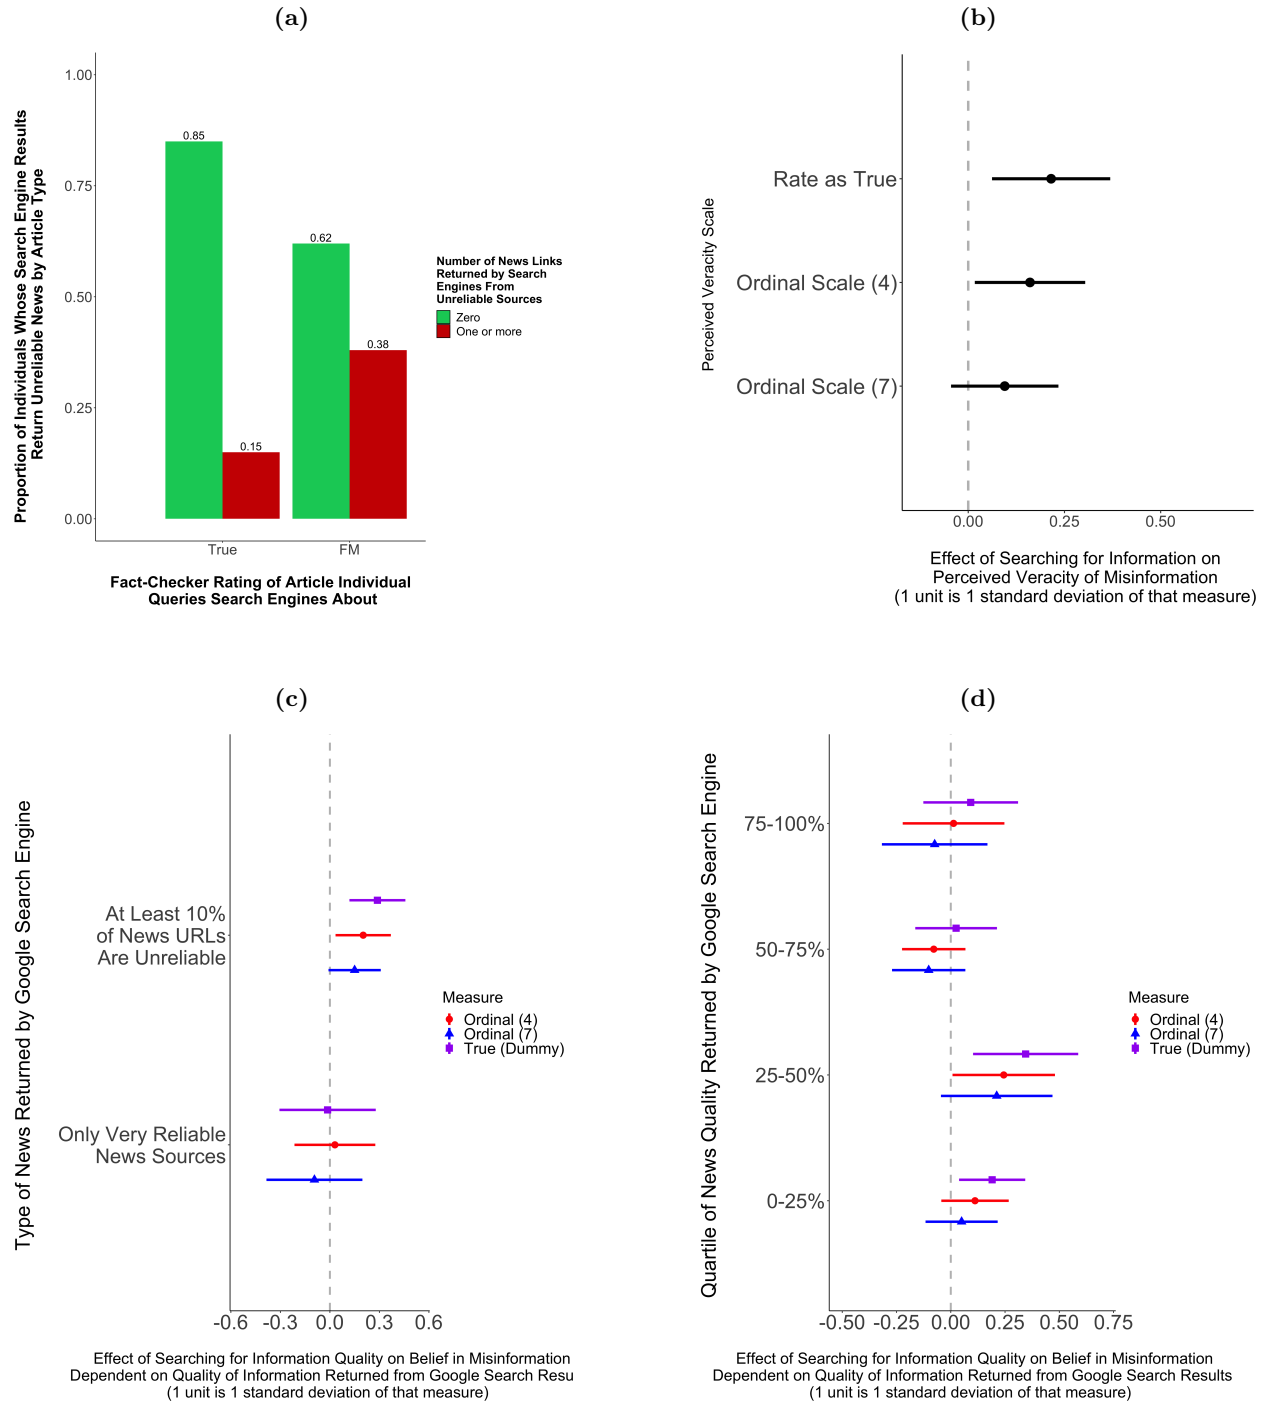 (a)
Proportion of Individuals Whose Search Engine Results
Return Unreliable News by Article Type
1.00
0.75
0.50
0.25
0.00
0.85
0.15
0.62
0.38
True
FM
Fact-Checker Rating of Article Individual
Queries Search Engines About
Number of News Links
Returned by Search
Engines From
Unreliable Sources
Zero
One or more
(b)
Perceived Veracity Scale
Rate as True
Ordinal Scale (4)
Ordinal Scale (7)
0.00
0.25
0.50
Effect of Searching for Information on
Perceived Veracity of Misinformation
(1 unit is 1 standard deviation of that measure)
(c)
Type of News Returned by Google Search Engine
At Least 10%
of News URLs
Are Unreliable
Only Very Reliable
News Sources
-0.6
-0.3
0.0
0.3
0.6
Effect of Searching for Information Quality on Belief in Misinformation
Dependent on Quality of Information Returned from Google Search Resu
(1 unit is 1 standard deviation of that measure)
Measure
Ordinal (4)
Ordinal (7)
True (Dummy)
(d)
Quartile of News Quality Returned by Google Search Engine
75-100%
50-75%
25-50%
0-25%
-0.50
-0.25
0.00
0.25
0.50
0.75
Effect of Searching for Information Quality on Belief in Misinformation
Dependent on Quality of Information Returned from Google Search Results
(1 unit is 1 standard deviation of that measure)
Measure
Ordinal (4)
Ordinal (7)
True (Dummy)